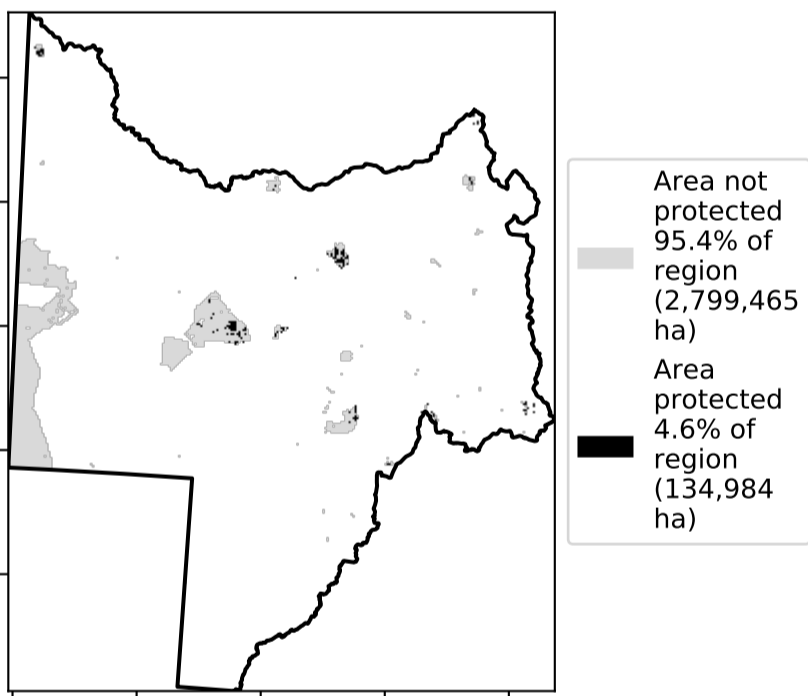 Area not
protected
95.4% of
region
(2,799,465
ha)
Area
protected
4.6% of
region
(134,984
ha)